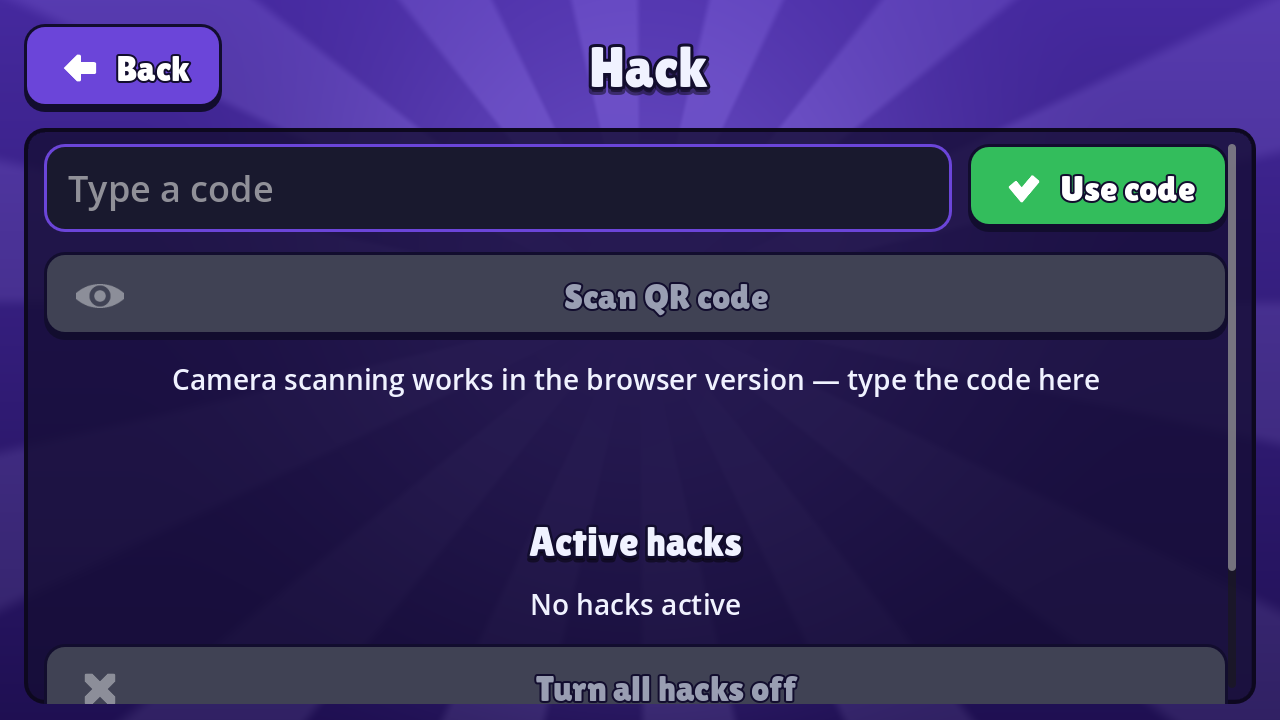 Back
Hack
Type a code
Use code
Scan QR code
Camera scanning works in the browser version — type the code here
Active hacks
No hacks active
Turn all hacks off